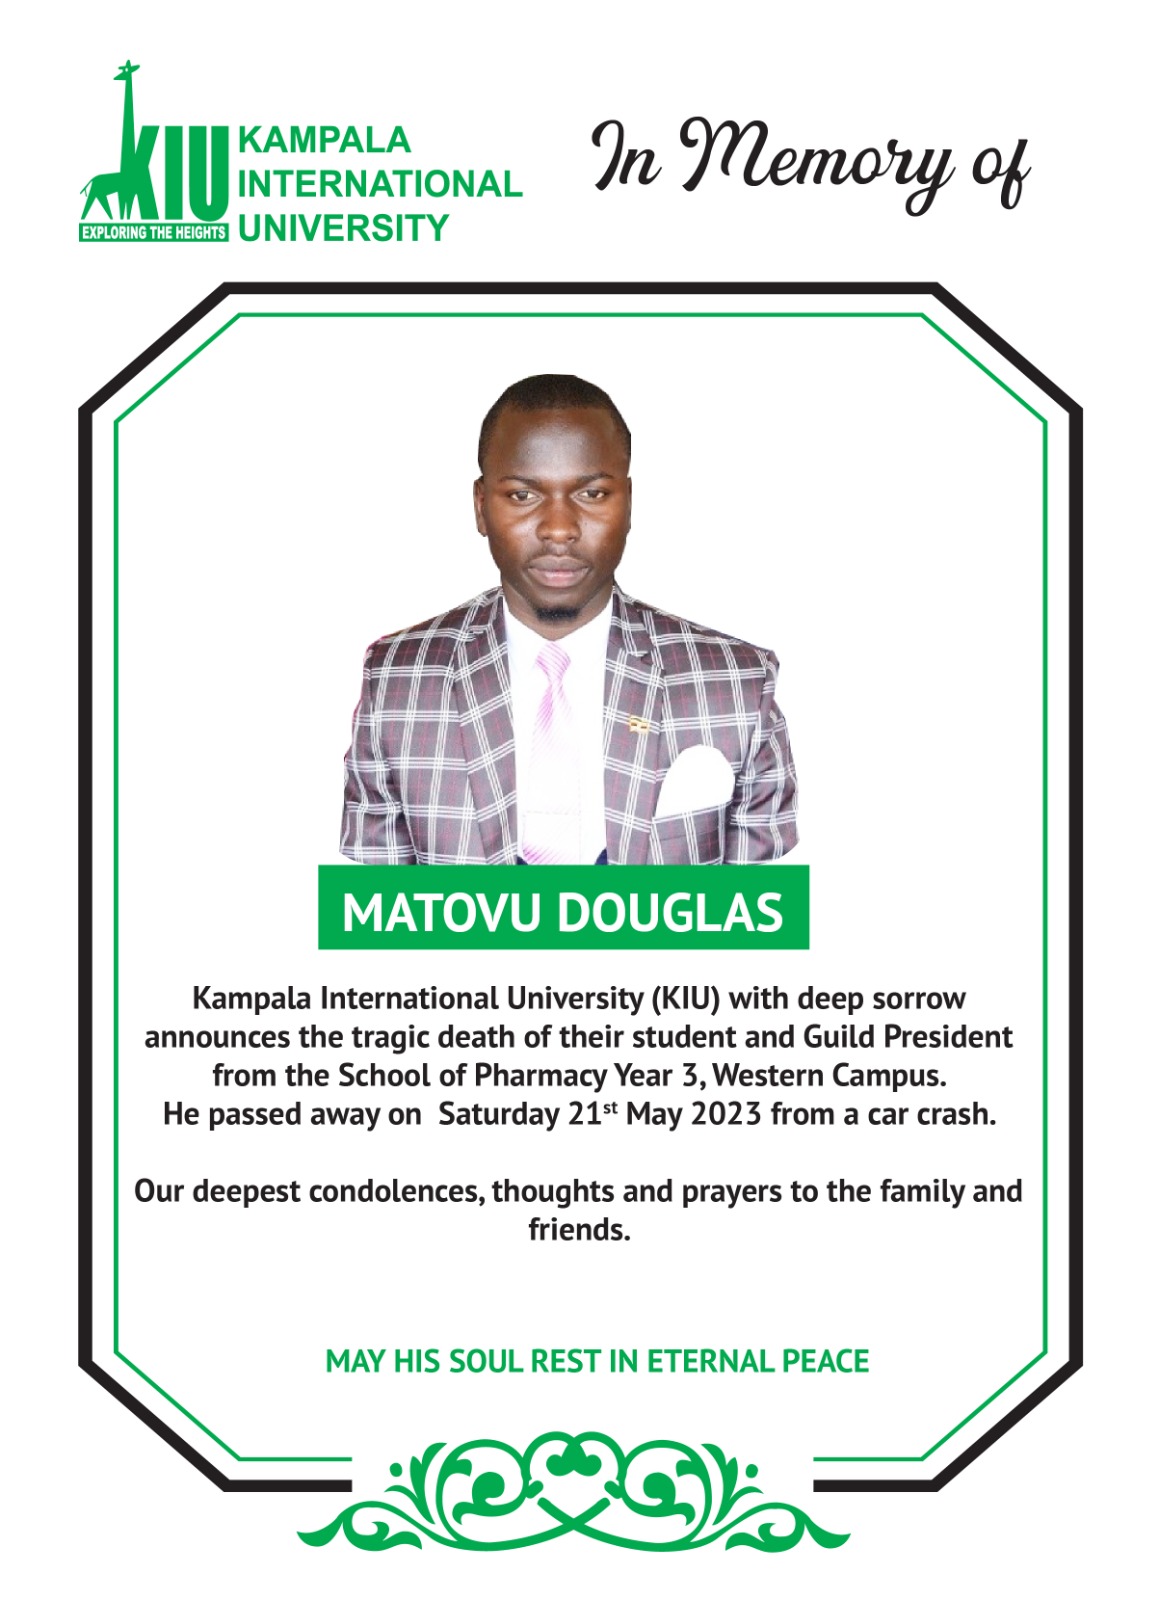 KIU
EXPLORING THE HEIGHTS
KAMPALA
INTERNATIONAL
UNIVERSITY
In Memory of
MATOVU DOUGLAS
Kampala International University (KIU) with deep sorrow
announces the tragic death of their student and Guild President
from the School of Pharmacy Year 3, Western Campus.
He passed away on  Saturday 21st May 2023 from a car crash.
Our deepest condolences, thoughts and prayers to the family and
friends.
MAY HIS SOUL REST IN ETERNAL PEACE